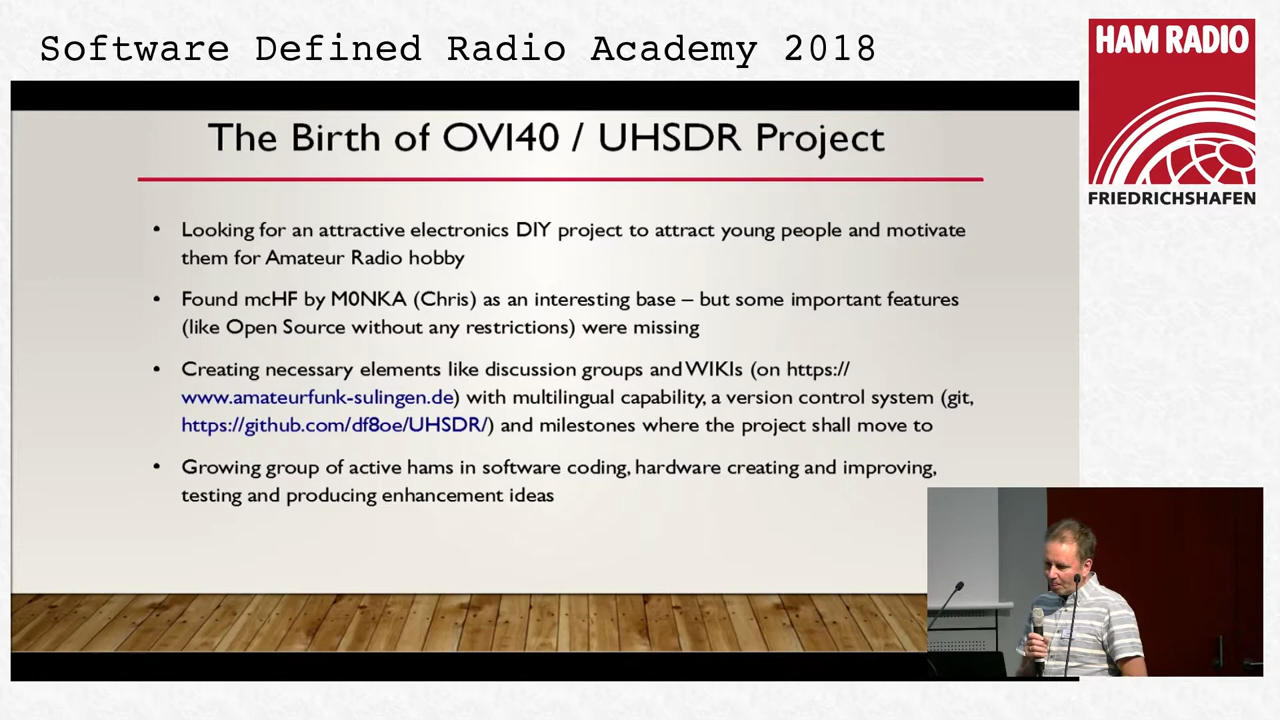 Software Defined Radio Academy 2018
HAM RADIO
FRIEDRICHSHAFEN
The Birth of OVI40 / UHSDR Project
• Looking for an attractive electronics DIY project to attract young people and motivate
them for Amateur Radio hobby
• Found mcHF by M0NKA (Chris) as an interesting base – but some important features
(like Open Source without any restrictions) were missing
• Creating necessary elements like discussion groups and WIKIs (on https://
www.amateurfunk-sulingen.de) with multilingual capability, a version control system (git,
https://github.com/df8oe/UHSDR/) and milestones where the project shall move to
• Growing group of active hams in software coding, hardware creating and improving,
testing and producing enhancement ideas